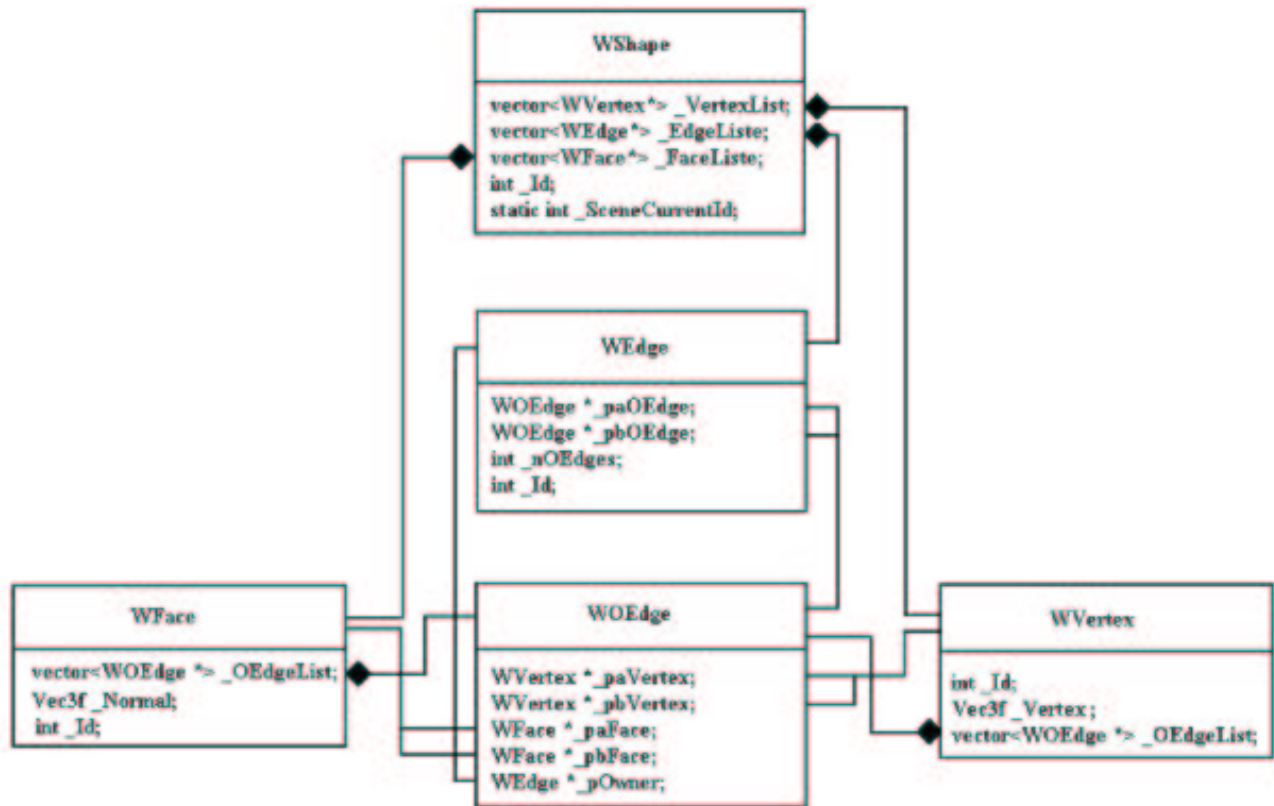 WShape
vector<WVertex*> _VertexList;
vector<WEdge*> _EdgeListe;
vector<WFace*> _FaceListe;
int _Id;
static int _SceneCurrentId;
WEdge
WOEdge *_paOEdge;
WOEdge *_pbOEdge;
int _nOEdges;
int _Id;
WFace
vector<WOEdge *> _OEdgeList;
Vec3f _Normal;
int _Id;
WOEdge
WVertex *_paVertex;
WVertex *_pbVertex;
WFace *_paFace;
WFace *_pbFace;
WEdge *_pOwner;
WVertex
int _Id;
Vec3f _Vertex;
vector<WOEdge *> _OEdgeList;